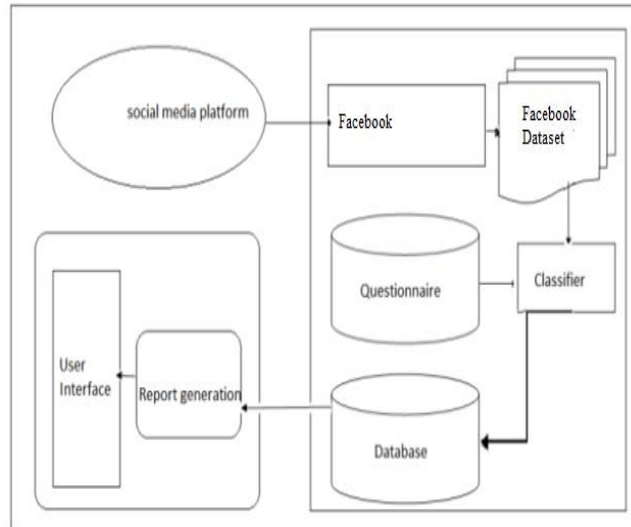 social media platform
Facebook
Facebook
Dataset
Questionnaire
Classifier
User
Interface
Report generation
Database